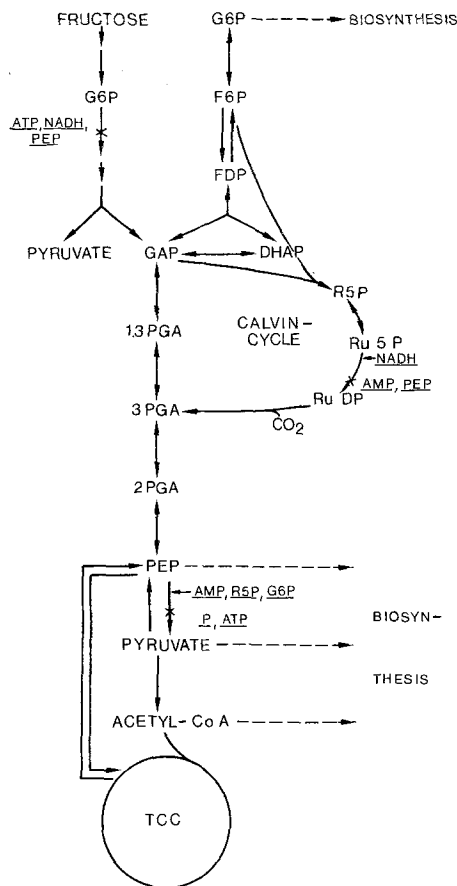 FRUCTOSE
G6P
BIOSYNTHESIS
G6P
F6P
ATP, NADH,
PEP
FDP
PYRUVATE
GAP
DHAP
R5P
CALVIN-
CYCLE
1,3 PGA
Ru 5 P
NADH
AMP, PEP
Ru DP
3 PGA
CO2
2 PGA
PEP
AMP, R5P, G6P
P, ATP
BIOSYN-
PYRUVATE
THESIS
ACETYL-CoA
TCC